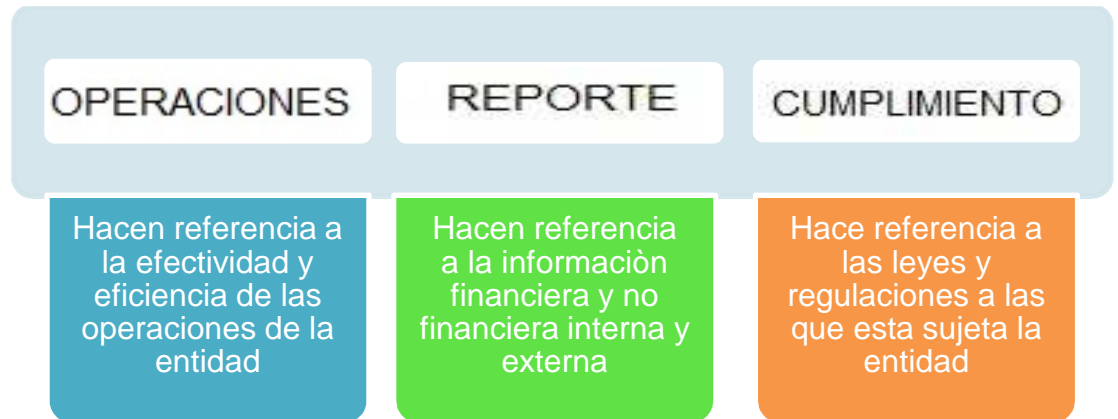 OPERACIONES
REPORTE
CUMPLIMIENTO
Hacen referencia a
la efectividad y
eficiencia de las
operaciones de la
entidad
Hacen referencia
a la informaciòn
financiera y no
financiera interna y
externa
Hace referencia a
las leyes y
regulaciones a las
que esta sujeta la
entidad